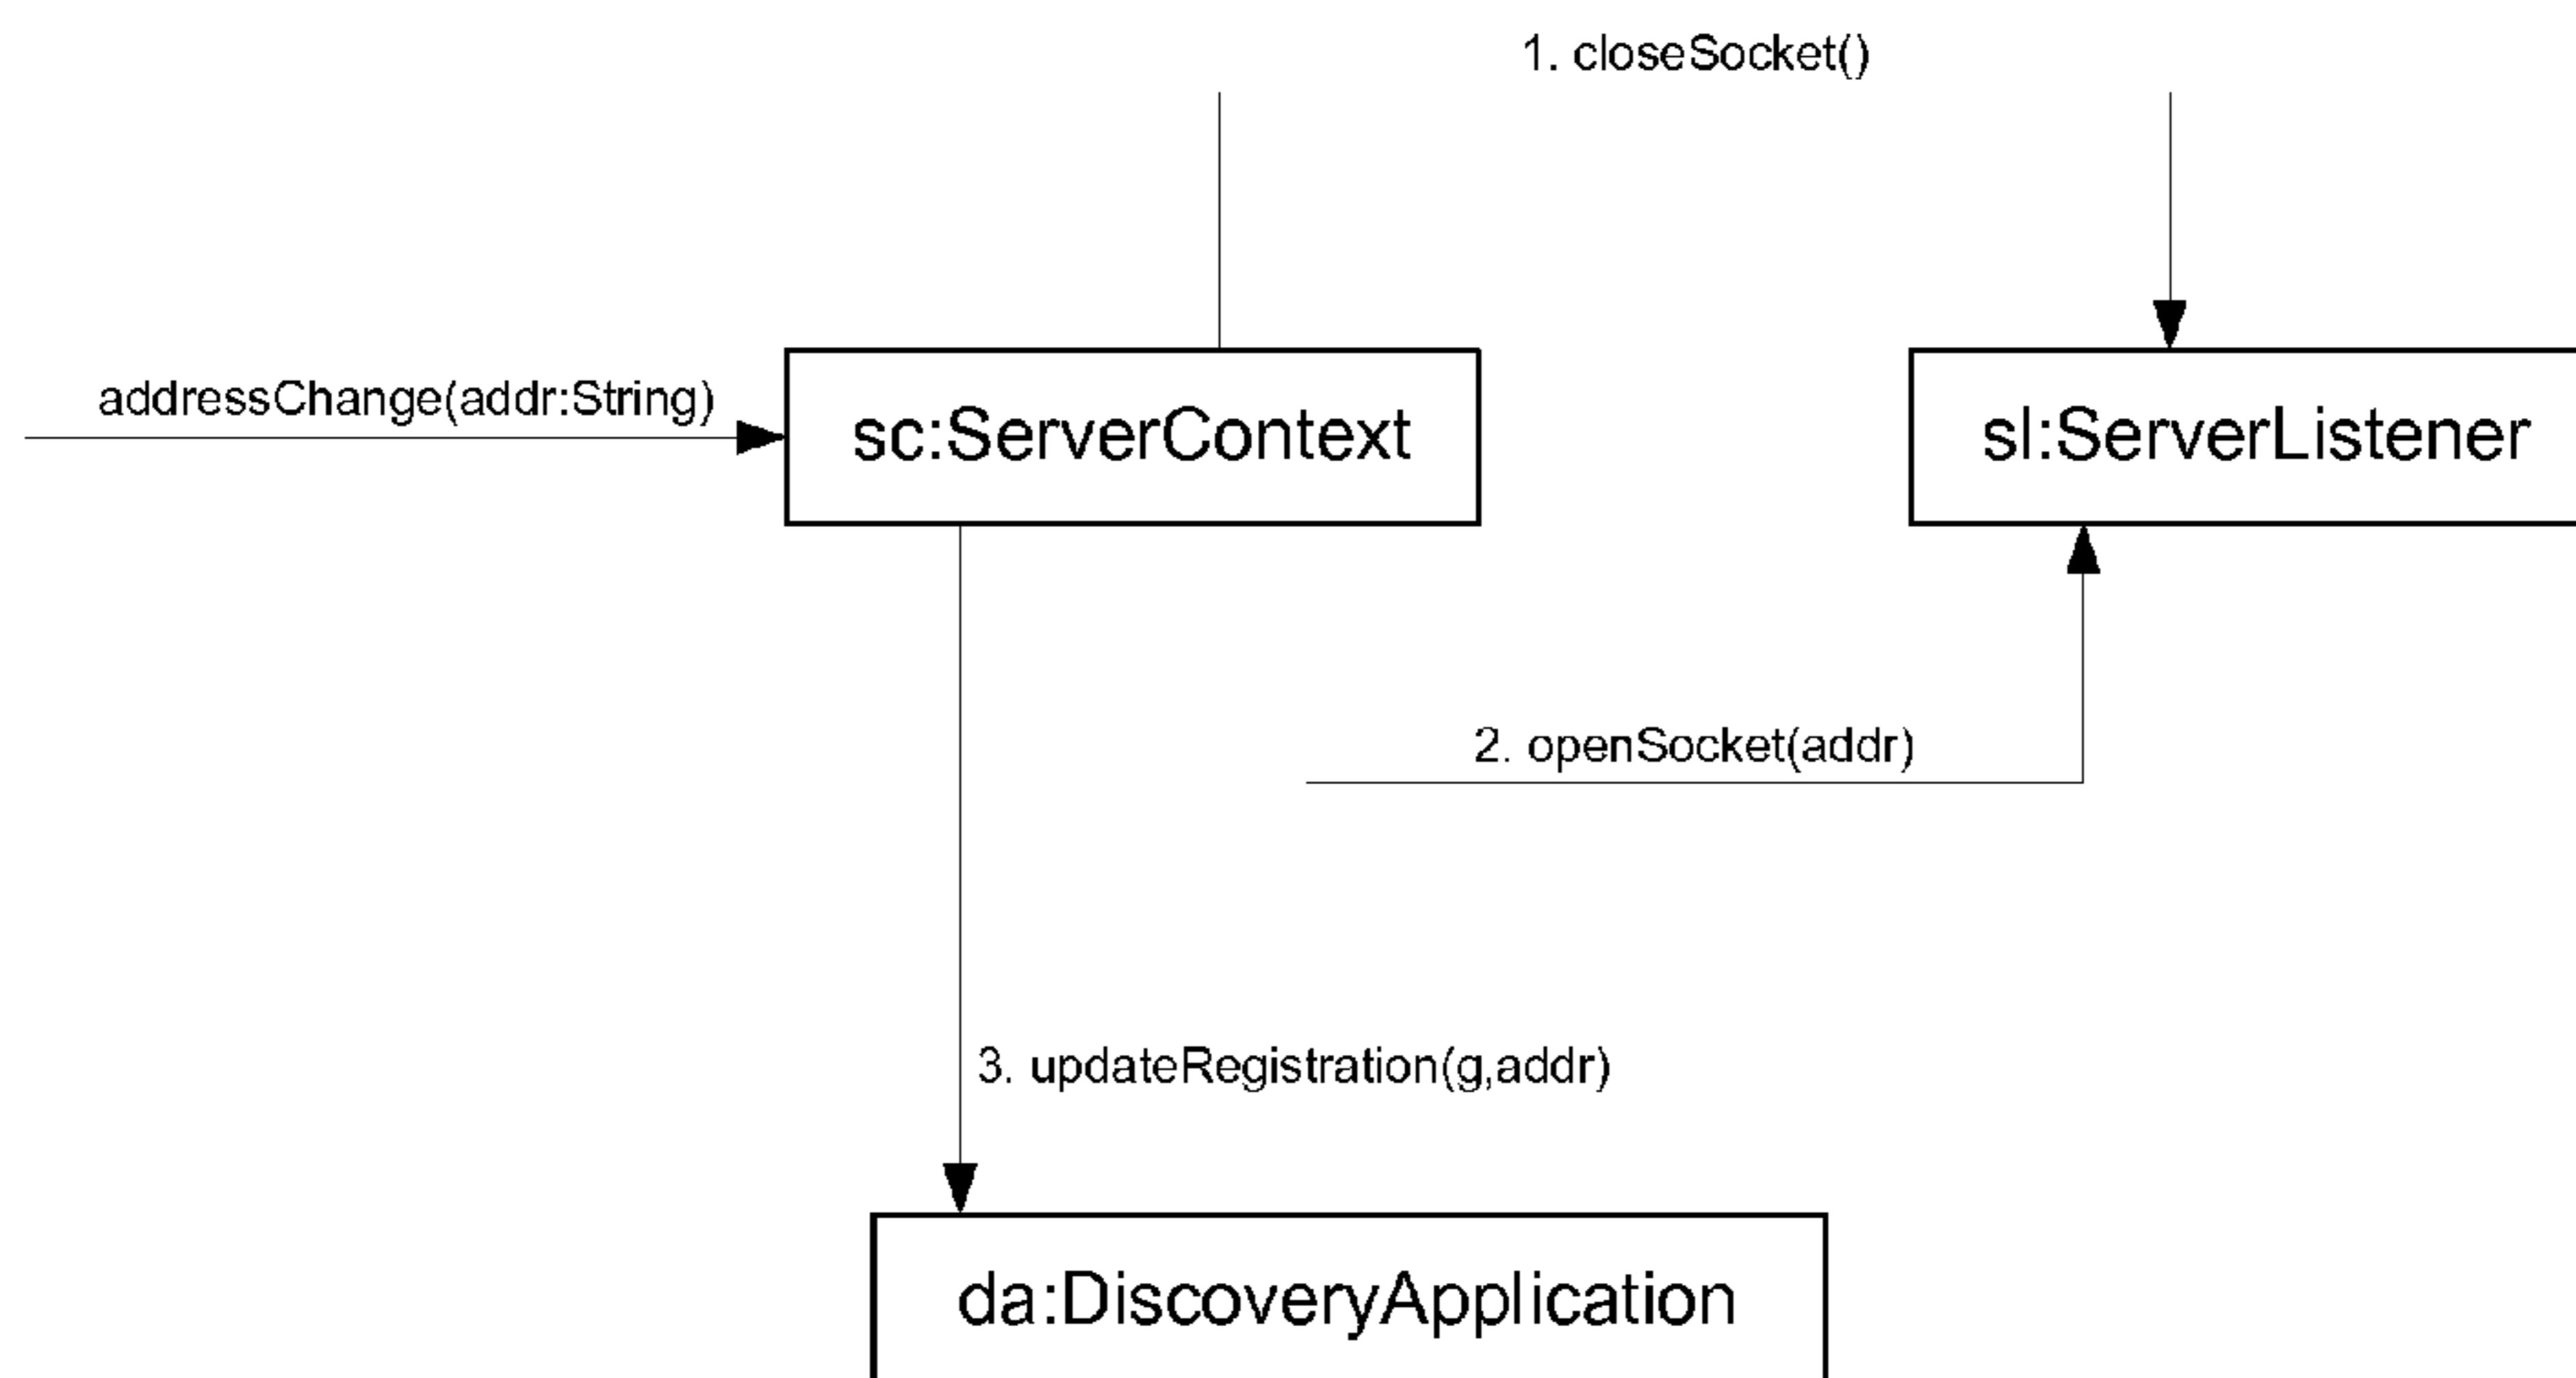 1. closeSocket()
addressChange(addr:String)
sc:ServerContext
sl:ServerListener
2. openSocket(addr)
3. updateRegistration(g,addr)
da:DiscoveryApplication